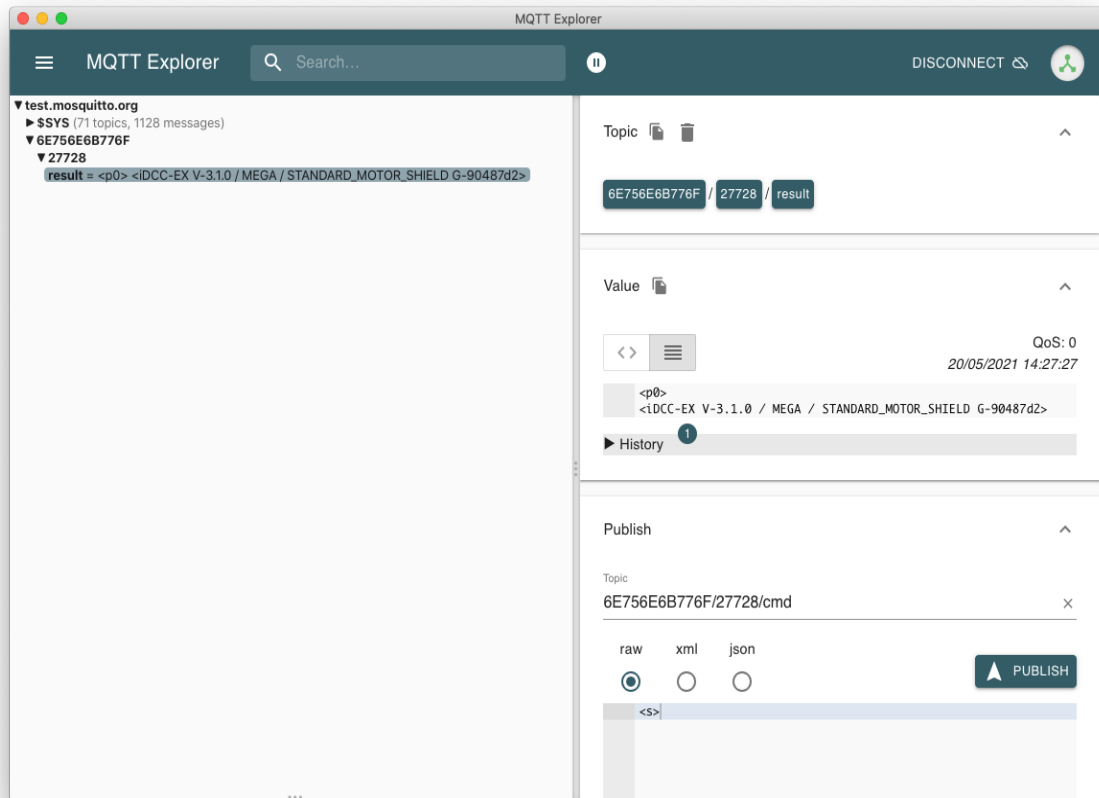 MQTT Explorer
MQTT Explorer
Search...
DISCONNECT
▼test.mosquitto.org
▶$SYS (71 topics, 1128 messages)
▼6E756E6B776F
▼27728
result = <p0> <iDCC-EX V-3.1.0 / MEGA / STANDARD_MOTOR_SHIELD G-90487d2>
Topic
6E756E6B776F / 27728 / result
Value
QoS: 0
20/05/2021 14:27:27
<p0>
<iDCC-EX V-3.1.0 / MEGA / STANDARD_MOTOR_SHIELD G-90487d2>
▶ History 1
Publish
Topic
6E756E6B776F/27728/cmd
raw xml json
PUBLISH
<s>